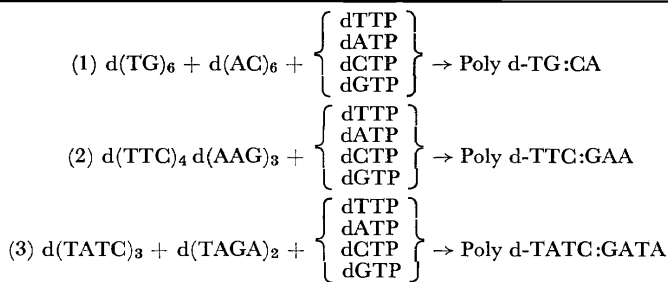 dTTP
(1) d(TG)₆ + d(AC)₆ + { dATP } → Poly d-TG:CA
dCTP
dGTP
dTTP
(2) d(TTC)₄ d(AAG)₃ + { dATP } → Poly d-TTC:GAA
dCTP
dGTP
dTTP
(3) d(TATC)₃ + d(TAGA)₂ + { dATP } → Poly d-TATC:GATA
dCTP
dGTP